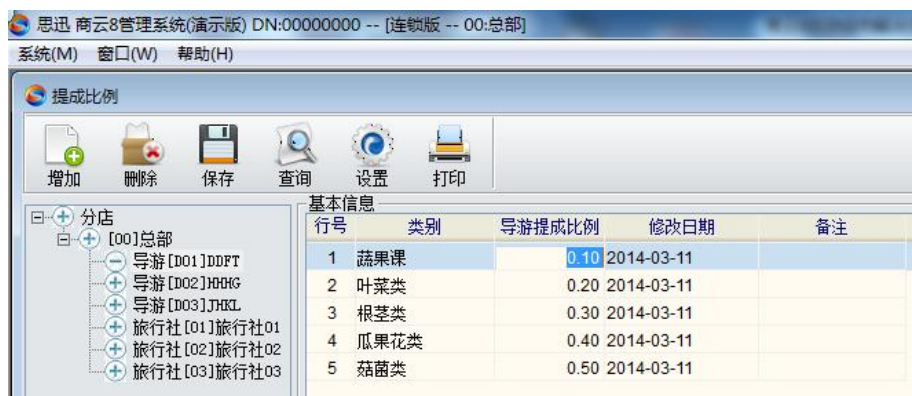 思迅 商云8管理系统(演示版) DN:00000000 -- [连锁版 -- 00:总部]
系统(M) 窗口(W) 帮助(H)
提成比例
增加 删除 保存 查询 设置 打印
分店
[00]总部
导游[D01]DDFT
导游[D02]HHHG
导游[D03]JHKL
旅行社[01]旅行社01
旅行社[02]旅行社02
旅行社[03]旅行社03
基本信息
行号 类别 导游提成比例 修改日期 备注
1 蔬果课 0.10 2014-03-11
2 叶菜类 0.20 2014-03-11
3 根茎类 0.30 2014-03-11
4 瓜果花类 0.40 2014-03-11
5 菇菌类 0.50 2014-03-11